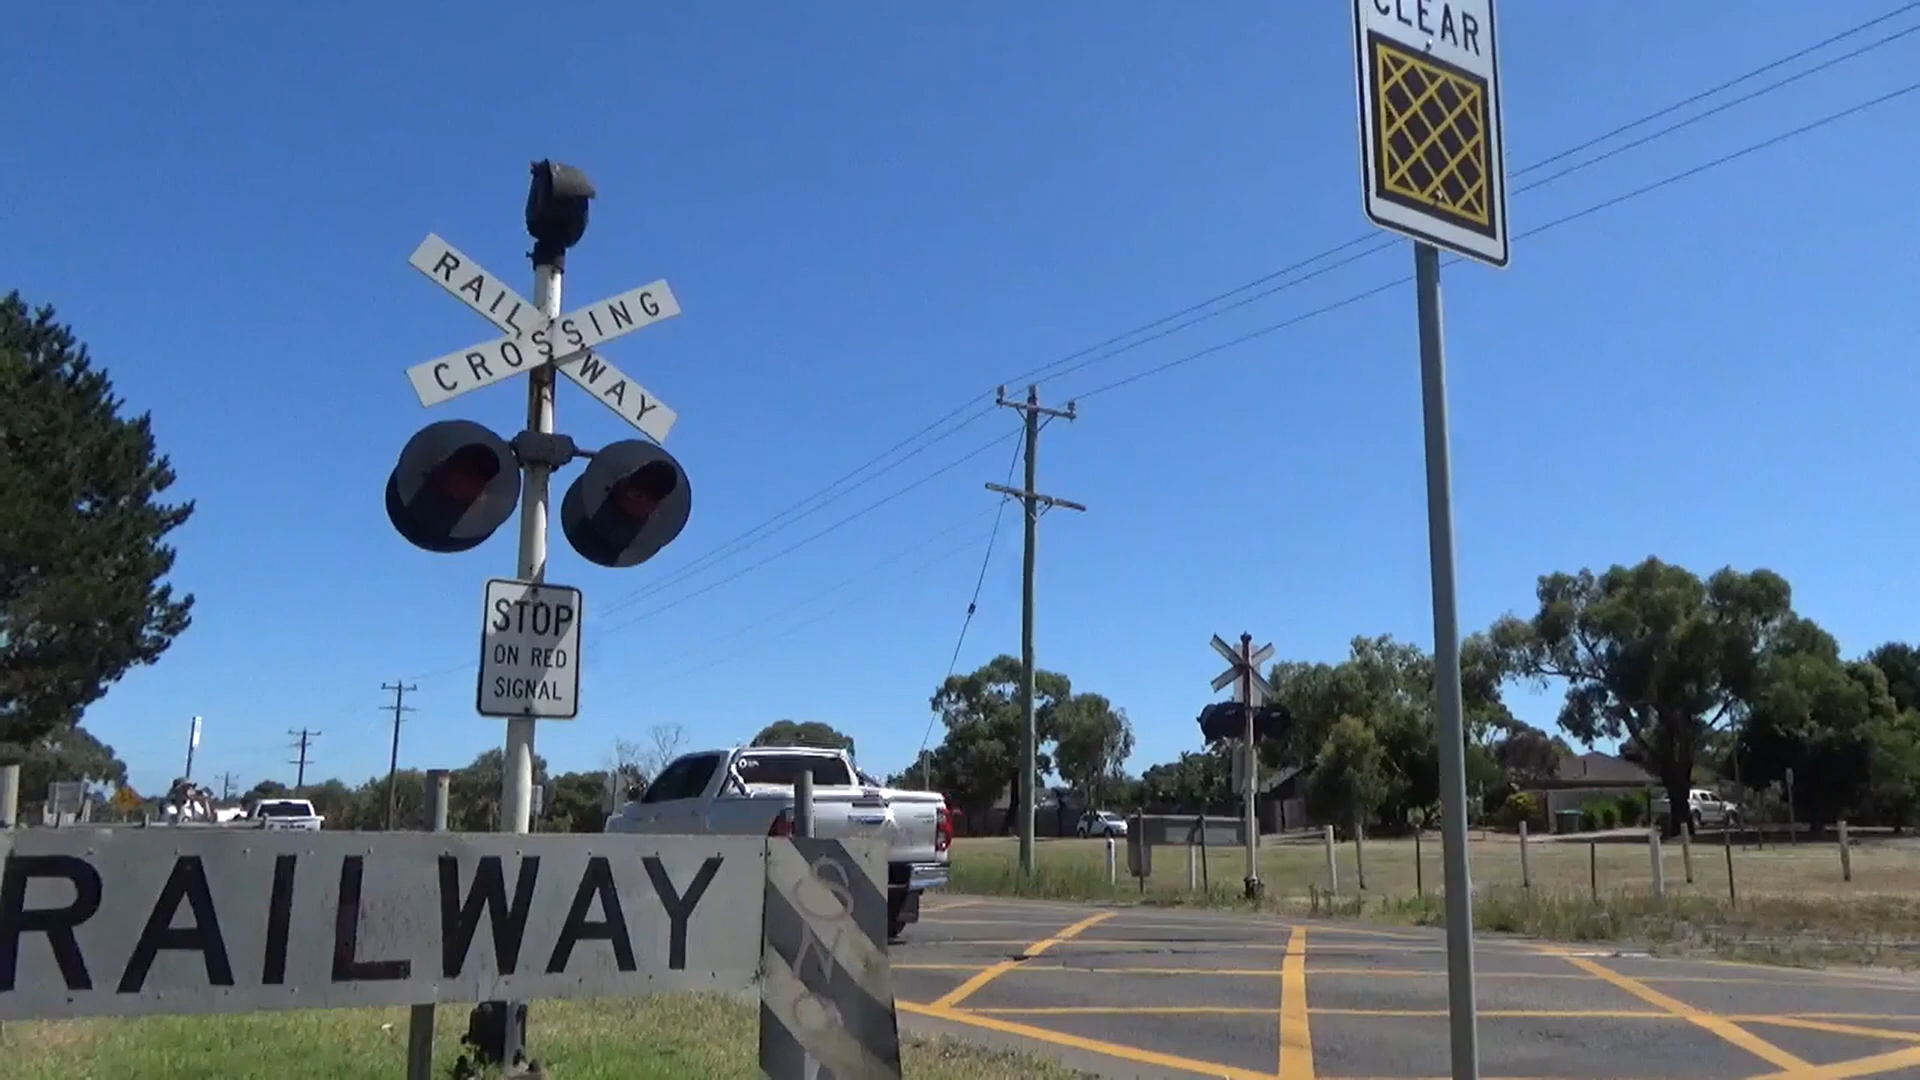 CLEAR
RAILWAY
CROSSING
STOP
ON RED
SIGNAL
RAILWAY